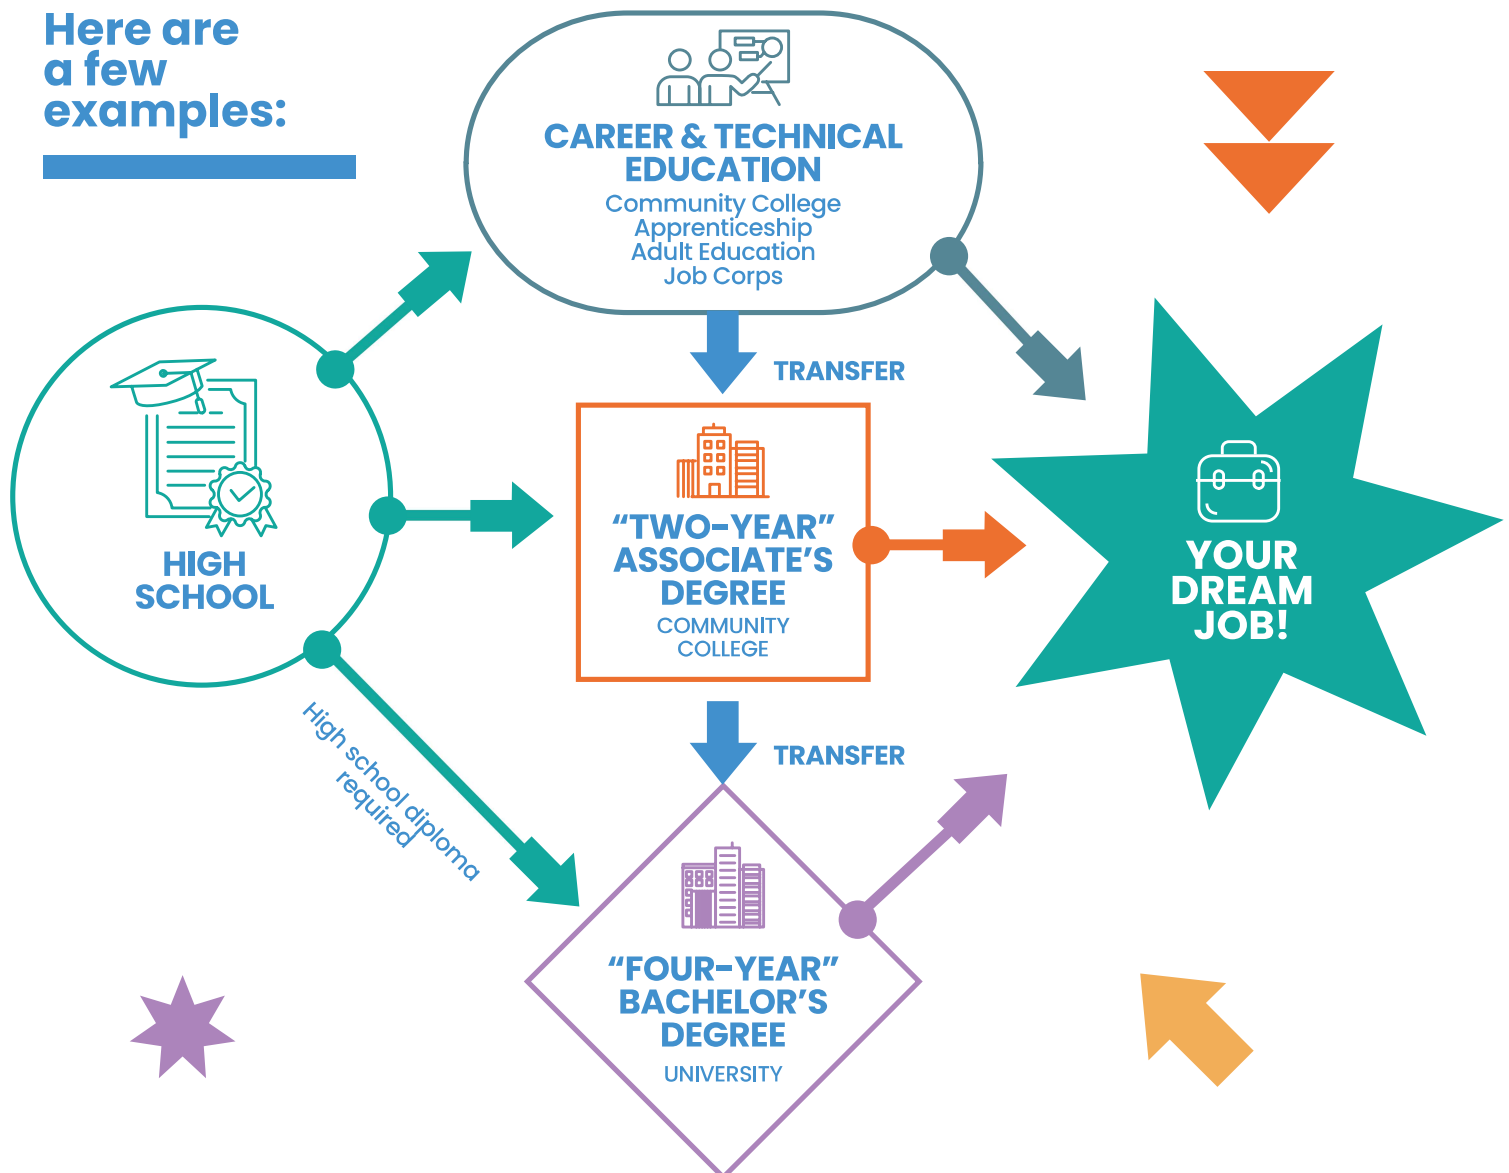 Here are
a few
examples:
CAREER & TECHNICAL
EDUCATION
Community College
Apprenticeship
Adult Education
Job Corps
TRANSFER
HIGH
SCHOOL
“TWO-YEAR”
ASSOCIATE’S
DEGREE
COMMUNITY
COLLEGE
YOUR
DREAM
JOB!
High school diploma
required
TRANSFER
“FOUR-YEAR”
BACHELOR’S
DEGREE
UNIVERSITY